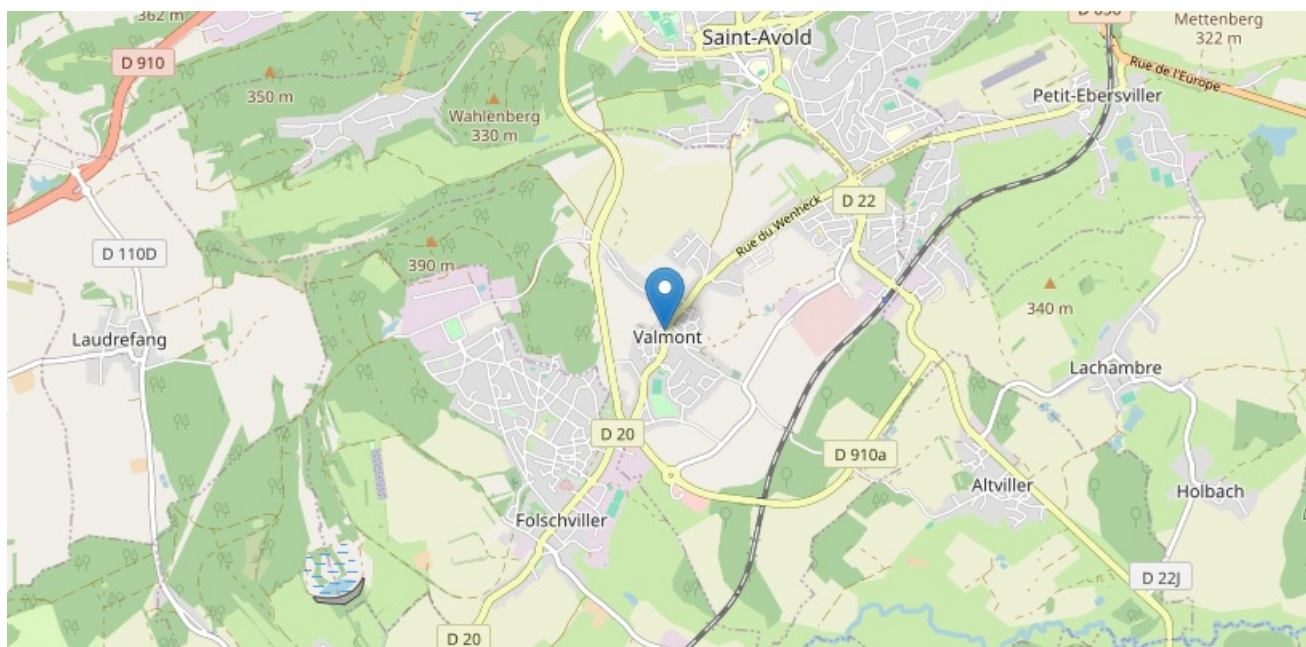 362 m
D 910
350 m
Wahlenberg
330 m
Saint-Avold
Mettenberg
322 m
Rue de l'Europe
Petit-Ebersviller
D 22
Rue du Wenheck
D 110D
390 m
340 m
Laudrefang
Valmont
Lachambre
D 20
D 910a
Altviller
Holbach
Folschviller
D 22J
D 20